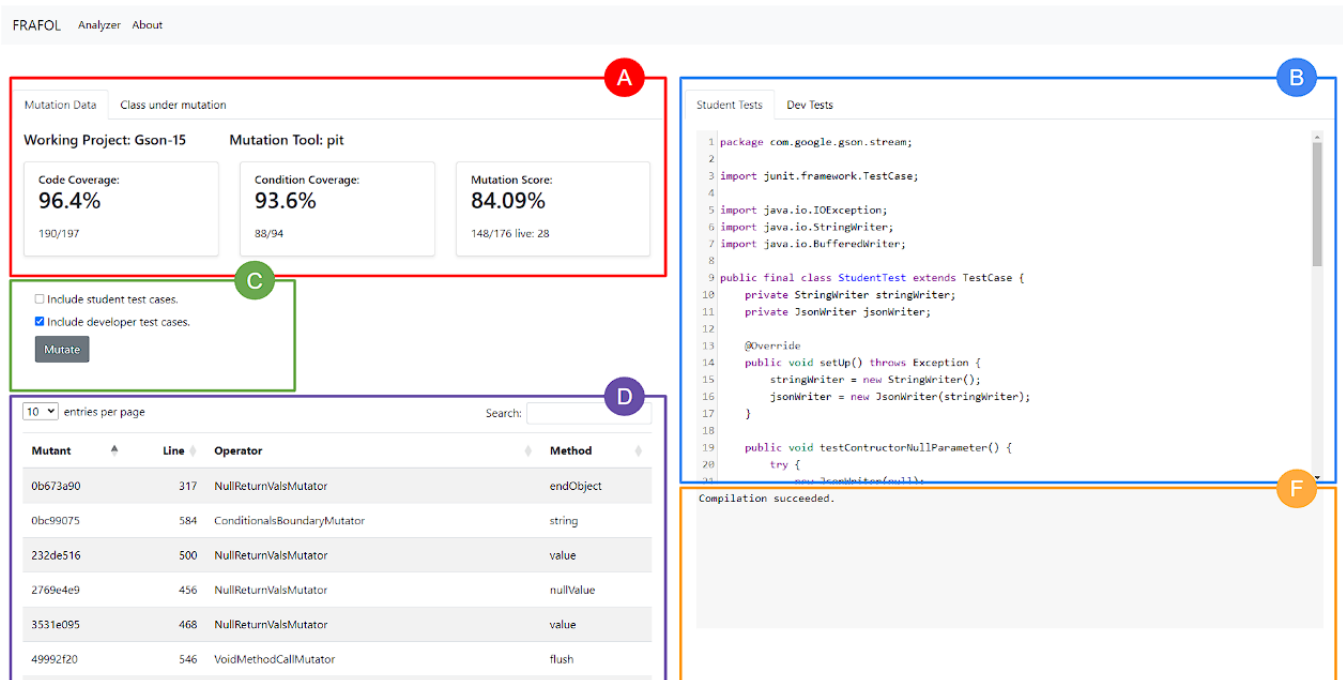 FRAFOL Analyzer About
A
Mutation Data Class under mutation
Working Project: Gson-15 Mutation Tool: pit
Code Coverage: Condition Coverage: Mutation Score:
96.4% 93.6% 84.09%
190/197 88/94 148/176 live: 28
C
Include student test cases.
Include developer test cases.
Mutate
D
10 entries per page Search:
Mutant Line Operator Method
0b673a90 317 NullReturnValsMutator endObject
0bc99075 584 ConditionalsBoundaryMutator string
232de516 500 NullReturnValsMutator value
2769e4e9 456 NullReturnValsMutator nullValue
3531e095 468 NullReturnValsMutator value
49992f20 546 VoidMethodCallMutator flush
B
Student Tests Dev Tests
1 package com.google.gson.stream;
2
3 import junit.framework.TestCase;
4
5 import java.io.IOException;
6 import java.io.StringWriter;
7 import java.io.BufferedWriter;
8
9 public final class StudentTest extends TestCase {
10 private StringWriter stringWriter;
11 private JsonWriter jsonWriter;
12
13 @Override
14 public void setUp() throws Exception {
15 stringWriter = new StringWriter();
16 jsonWriter = new JsonWriter(stringWriter);
17 }
18
19 public void testContructorNullParameter() {
20 try {
21 new JsonWriter(null);
F
Compilation succeeded.